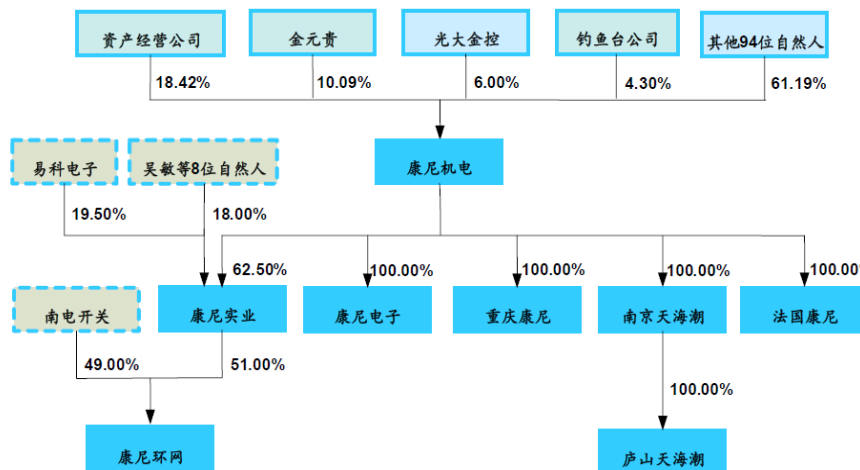 资产经营公司
金元贵
光大金控
钓鱼台公司
其他94位自然人
18.42%
10.09%
6.00%
4.30%
61.19%
易科电子
吴敏等8位自然人
康尼机电
19.50%
18.00%
62.50%
100.00%
100.00%
100.00%
100.00%
南电开关
康尼实业
康尼电子
重庆康尼
南京天海潮
法国康尼
49.00%
51.00%
100.00%
康尼环网
庐山天海潮